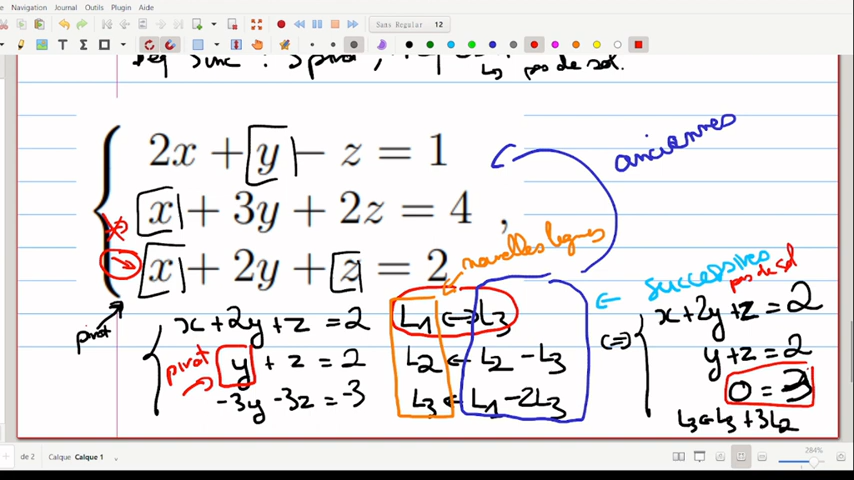 Navigation Journal Outils Plugin Aide
Sans Regular 12
pas de sol.
2x + y − z = 1
x + 3y + 2z = 4 ,
x + 2y + z = 2
anciennes
nouvelles lignes
successives
pas de sol
pivot
x + 2y + z = 2
y + z = 2
-3y - 3z = -3
pivot
L1 ↔ L3
L2 ← L2 - L3
L3 ← L1 - 2L3
(=)
x + 2y + z = 2
y + z = 2
0 = 3
L3 ← L3 + 3L2
de 2 Calque Calque 1 284%